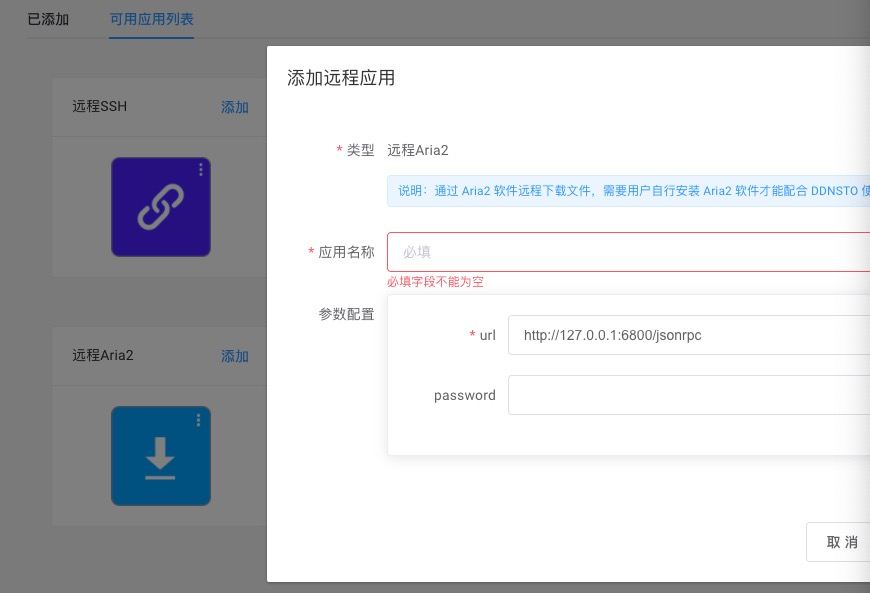 已添加 可用应用列表
添加远程应用
远程SSH 添加
* 类型 远程Aria2
说明：通过 Aria2 软件远程下载文件，需要用户自行安装 Aria2 软件才能配合 DDNSTO 使
* 应用名称 必填
必填字段不能为空
参数配置
* url http://127.0.0.1:6800/jsonrpc
远程Aria2 添加
password
取 消